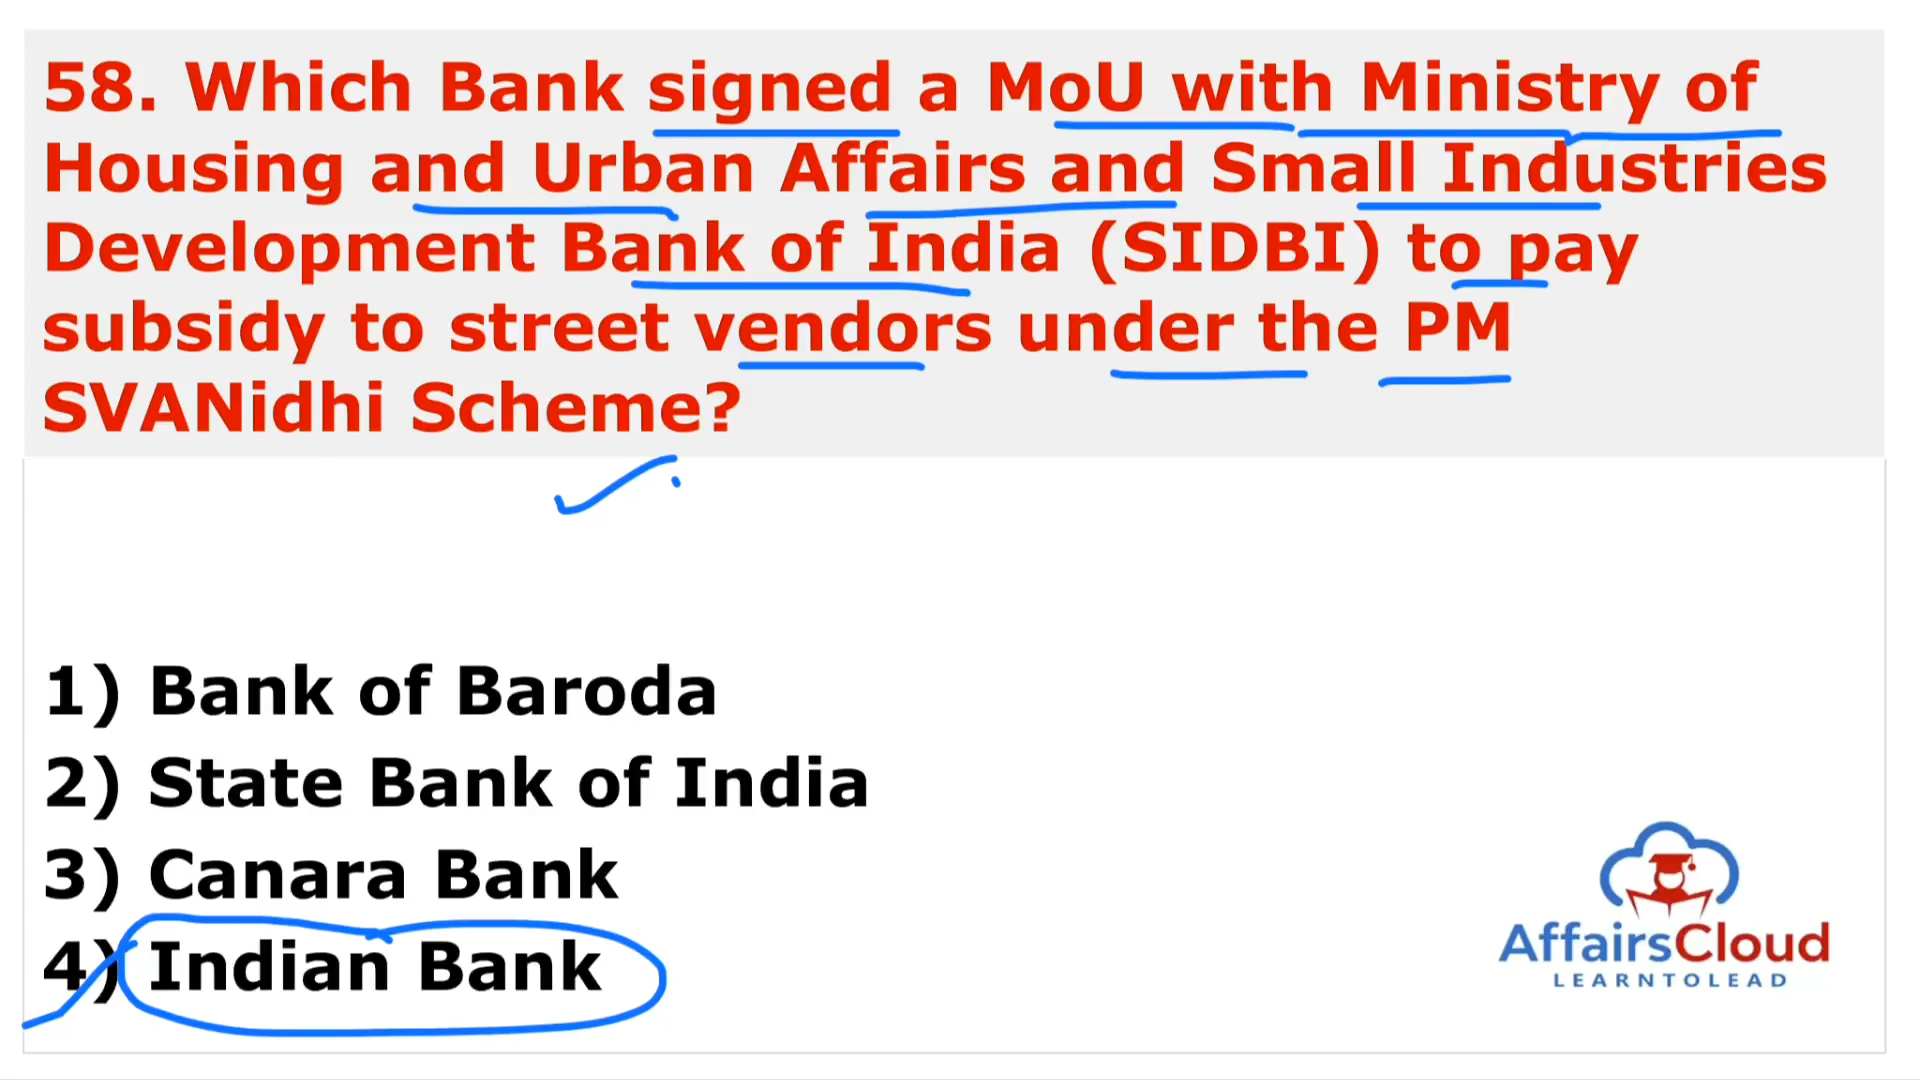 58. Which Bank signed a MoU with Ministry of
Housing and Urban Affairs and Small Industries
Development Bank of India (SIDBI) to pay
subsidy to street vendors under the PM
SVANidhi Scheme?
1) Bank of Baroda
2) State Bank of India
3) Canara Bank
4) Indian Bank
AffairsCloud
LEARNTOLEAD